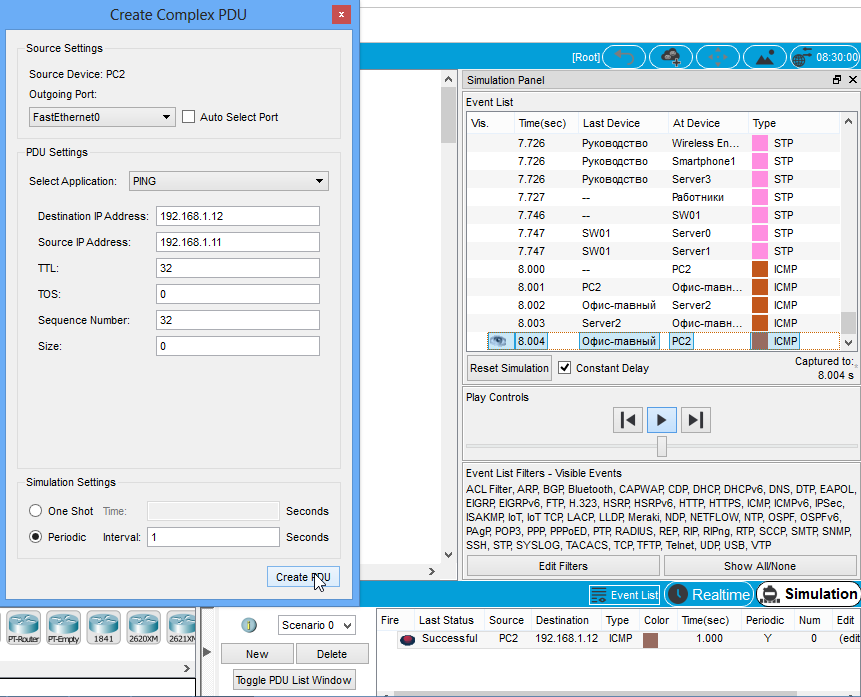 Create Complex PDU
x
Source Settings
Source Device: PC2
Outgoing Port:
FastEthernet0
Auto Select Port
PDU Settings
Select Application:
PING
Destination IP Address:
192.168.1.12
Source IP Address:
192.168.1.11
TTL:
32
TOS:
0
Sequence Number:
32
Size:
0
Simulation Settings
One Shot Time: Seconds
Periodic Interval: 1 Seconds
Create PDU
[Root]
08:30:00
Simulation Panel
Event List
Vis. Time(sec) Last Device At Device Type
7.726 Руководство Wireless En... STP
7.726 Руководство Smartphone1 STP
7.726 Руководство Server3 STP
7.727 -- Работники STP
7.746 -- SW01 STP
7.747 SW01 Server0 STP
7.747 SW01 Server1 STP
8.000 -- PC2 ICMP
8.001 PC2 Офис-главн... ICMP
8.002 Офис-главный Server2 ICMP
8.003 Server2 Офис-главн... ICMP
8.004 Офис-главный PC2 ICMP
Reset Simulation
Constant Delay
Captured to:
8.004 s
Play Controls
Event List Filters - Visible Events
ACL Filter, ARP, BGP, Bluetooth, CAPWAP, CDP, DHCP, DHCPv6, DNS, DTP, EAPOL,
EIGRP, EIGRPv6, FTP, H.323, HSRP, HSRPv6, HTTP, HTTPS, ICMP, ICMPv6, IPSec,
ISAKMP, IoT, IoT TCP, LACP, LLDP, Meraki, NDP, NETFLOW, NTP, OSPF, OSPFv6,
PAgP, POP3, PPP, PPPoED, PTP, RADIUS, REP, RIP, RIPng, RTP, SCCP, SMTP, SNMP,
SSH, STP, SYSLOG, TACACS, TCP, TFTP, Telnet, UDP, USB, VTP
Edit Filters
Show All/None
Event List
Realtime
Simulation
PT-Router
PT-Empty
1841
2620XM
2621XM
i
Scenario 0
New
Delete
Toggle PDU List Window
Fire Last Status Source Destination Type Color Time(sec) Periodic Num Edit
Successful PC2 192.168.1.12 ICMP 1.000 Y 0 (edit